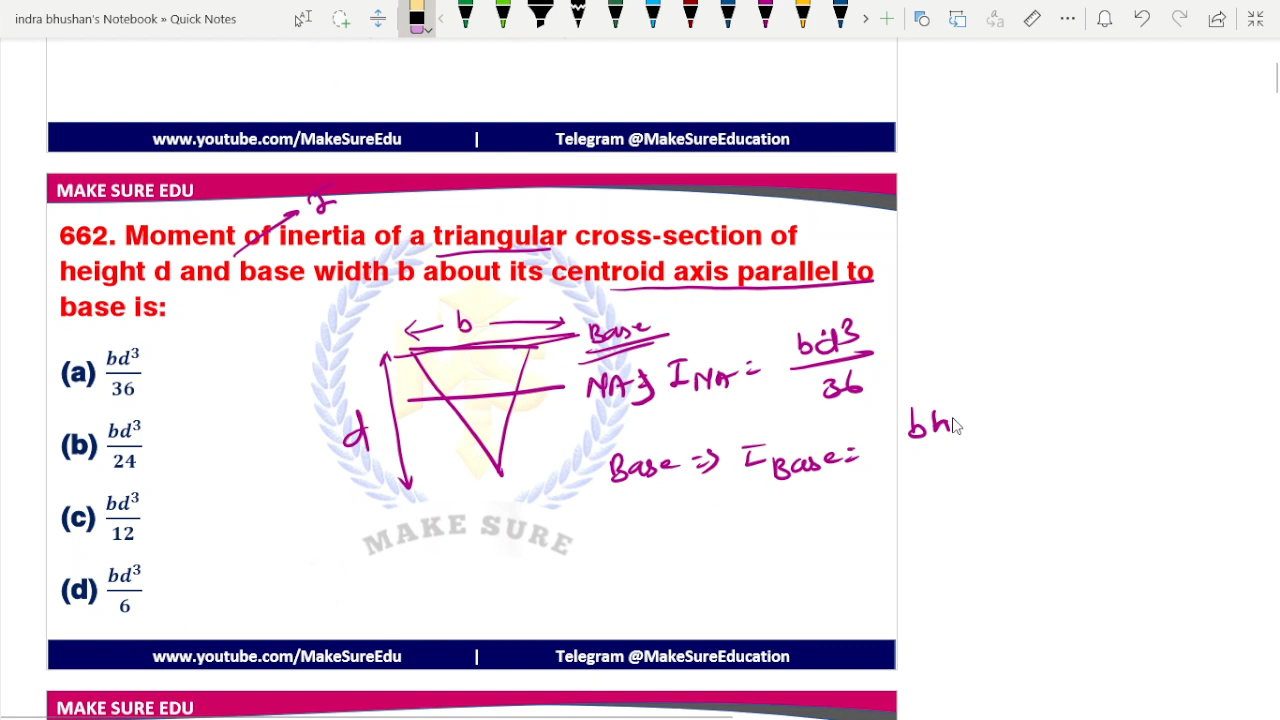 indra bhushan's Notebook » Quick Notes
www.youtube.com/MakeSureEdu | Telegram @MakeSureEducation
MAKE SURE EDU
I
662. Moment of inertia of a triangular cross-section of
height d and base width b about its centroid axis parallel to
base is:
b
Base
(a) bd³/36
NA ⇒ I NA = bd³/36
d
(b) bd³/24
bh
Base ⇒ I Base =
(c) bd³/12
MAKE SURE
(d) bd³/6
www.youtube.com/MakeSureEdu | Telegram @MakeSureEducation
MAKE SURE EDU